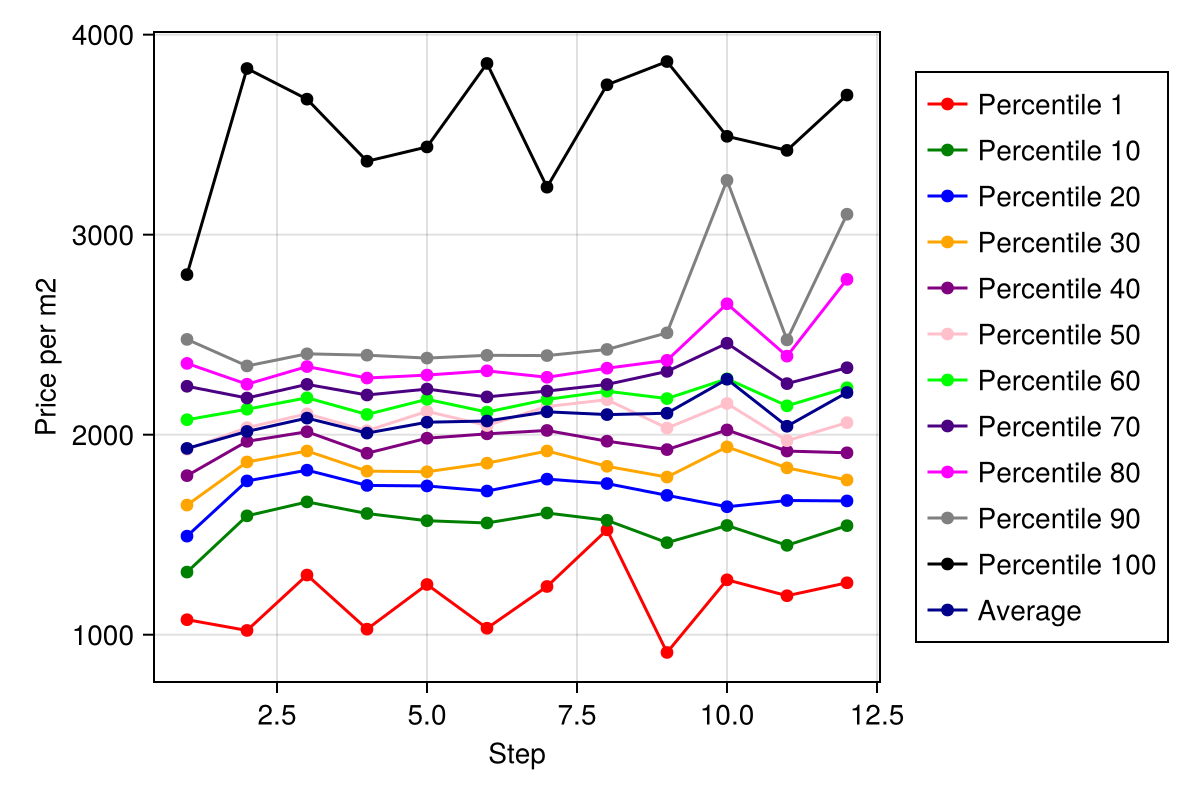 4000
3000
2000
1000
Price per m2
2.5 5.0 7.5 10.0 12.5
Step
Percentile 1
Percentile 10
Percentile 20
Percentile 30
Percentile 40
Percentile 50
Percentile 60
Percentile 70
Percentile 80
Percentile 90
Percentile 100
Average